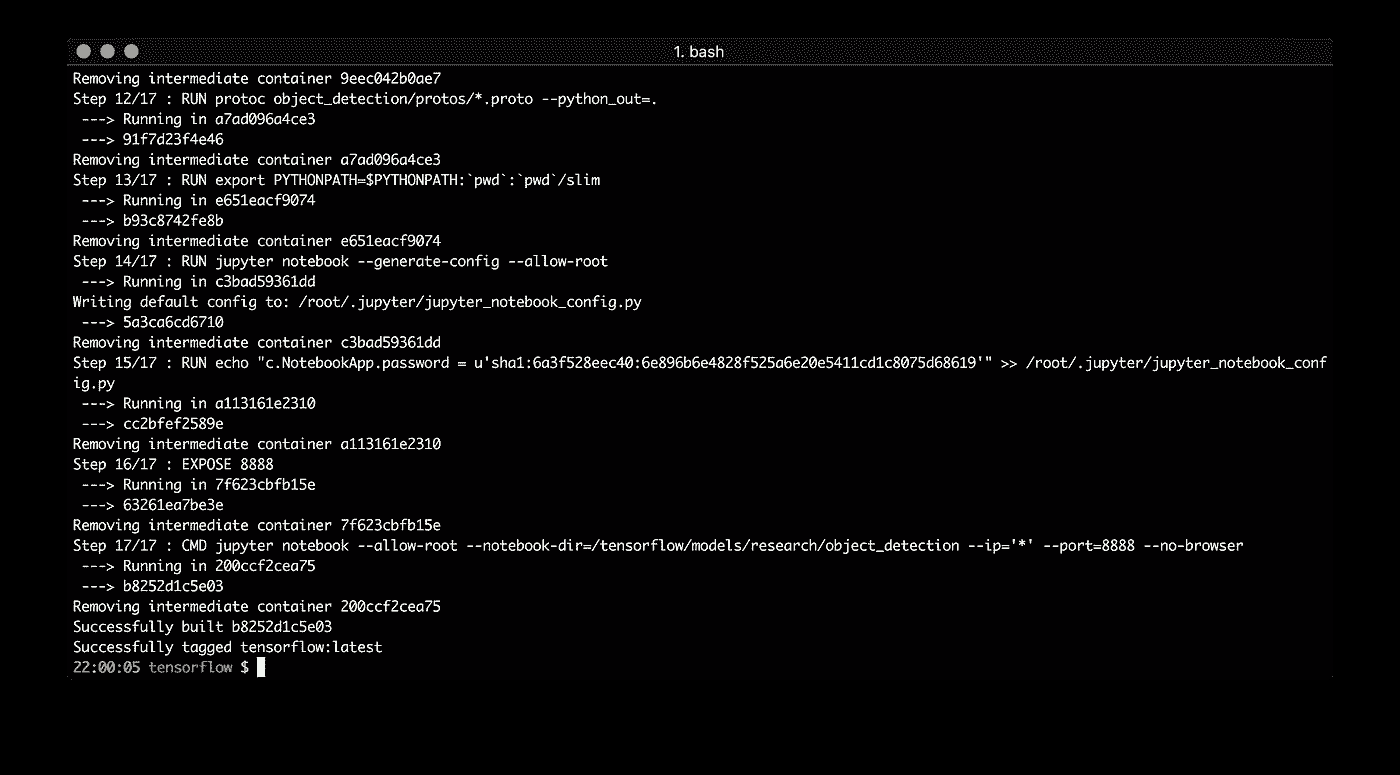 1. bash
Removing intermediate container 9eec042b0ae7
Step 12/17 : RUN protoc object_detection/protos/*.proto --python_out=.
---> Running in a7ad096a4ce3
---> 91f7d23f4e46
Removing intermediate container a7ad096a4ce3
Step 13/17 : RUN export PYTHONPATH=$PYTHONPATH:`pwd`:`pwd`/slim
---> Running in e651eacf9074
---> b93c8742fe8b
Removing intermediate container e651eacf9074
Step 14/17 : RUN jupyter notebook --generate-config --allow-root
---> Running in c3bad59361dd
Writing default config to: /root/.jupyter/jupyter_notebook_config.py
---> 5a3ca6cd6710
Removing intermediate container c3bad59361dd
Step 15/17 : RUN echo "c.NotebookApp.password = u'sha1:6a3f528eec40:6e896b6e4828f525a6e20e5411cd1c8075d68619'" >> /root/.jupyter/jupyter_notebook_conf
ig.py
---> Running in a113161e2310
---> cc2bfef2589e
Removing intermediate container a113161e2310
Step 16/17 : EXPOSE 8888
---> Running in 7f623cbfb15e
---> 63261ea7be3e
Removing intermediate container 7f623cbfb15e
Step 17/17 : CMD jupyter notebook --allow-root --notebook-dir=/tensorflow/models/research/object_detection --ip='*' --port=8888 --no-browser
---> Running in 200ccf2cea75
---> b8252d1c5e03
Removing intermediate container 200ccf2cea75
Successfully built b8252d1c5e03
Successfully tagged tensorflow:latest
22:00:05 tensorflow $